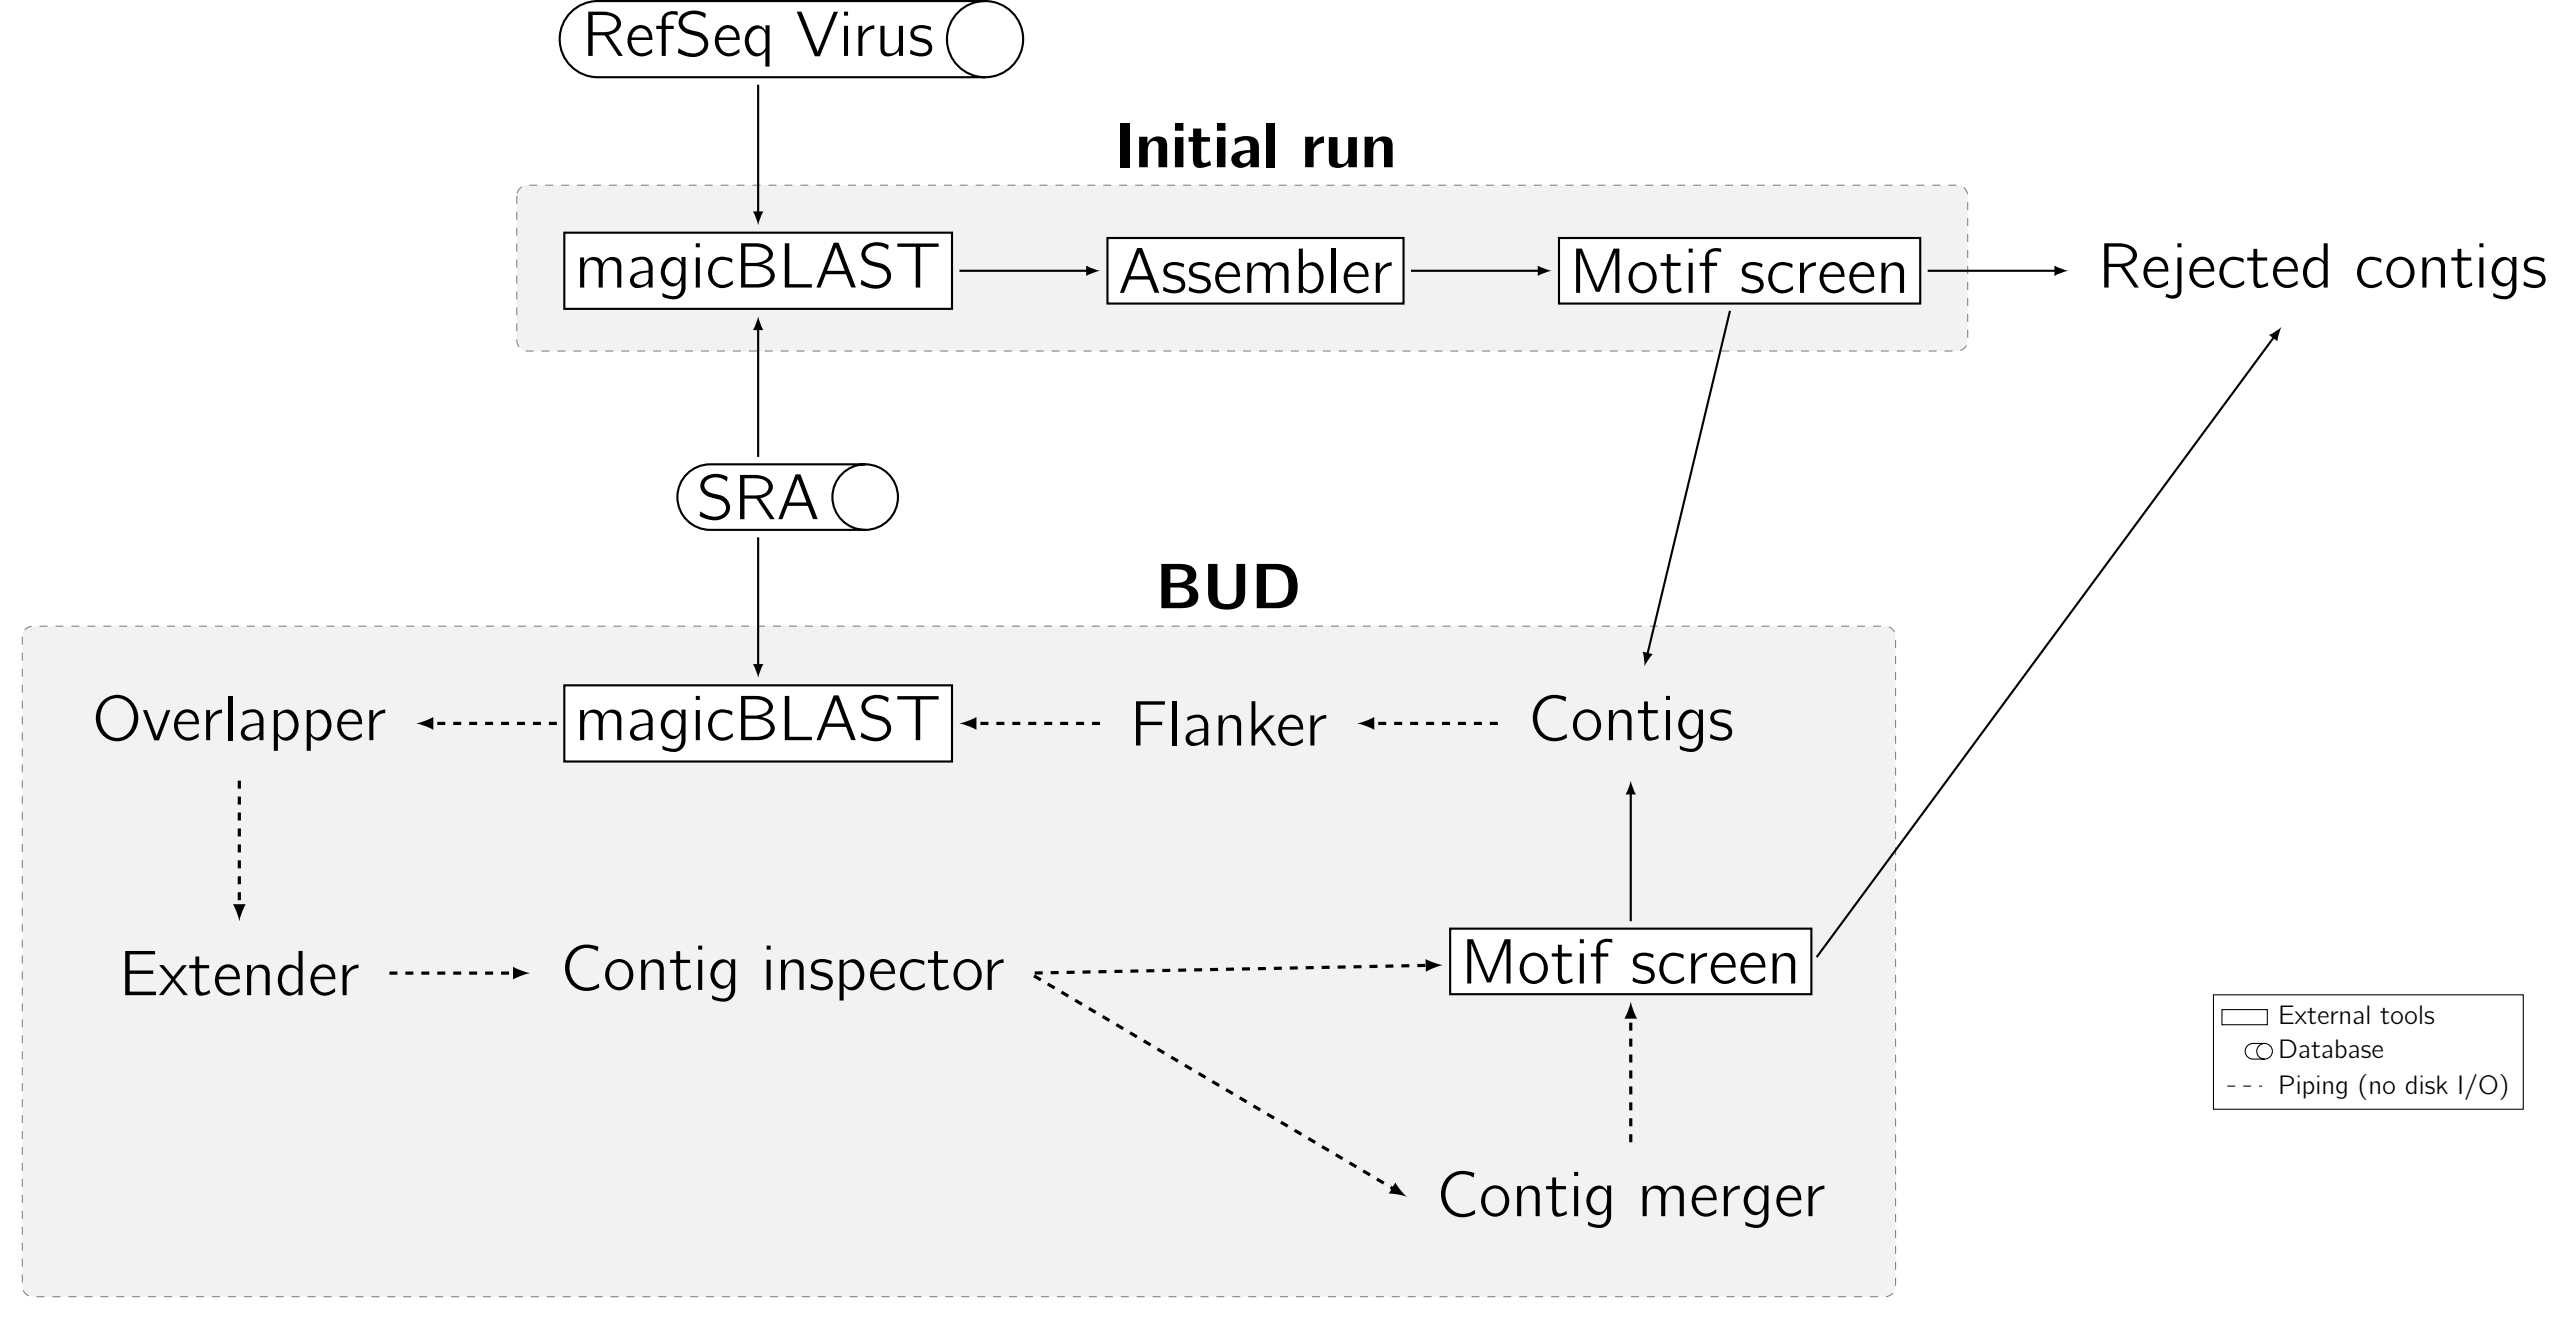 RefSeq Virus
Initial run
magicBLAST
Assembler
Motif screen
Rejected contigs
SRA
BUD
Overlapper
magicBLAST
Flanker
Contigs
Extender
Contig inspector
Motif screen
Contig merger
External tools
Database
Piping (no disk I/O)